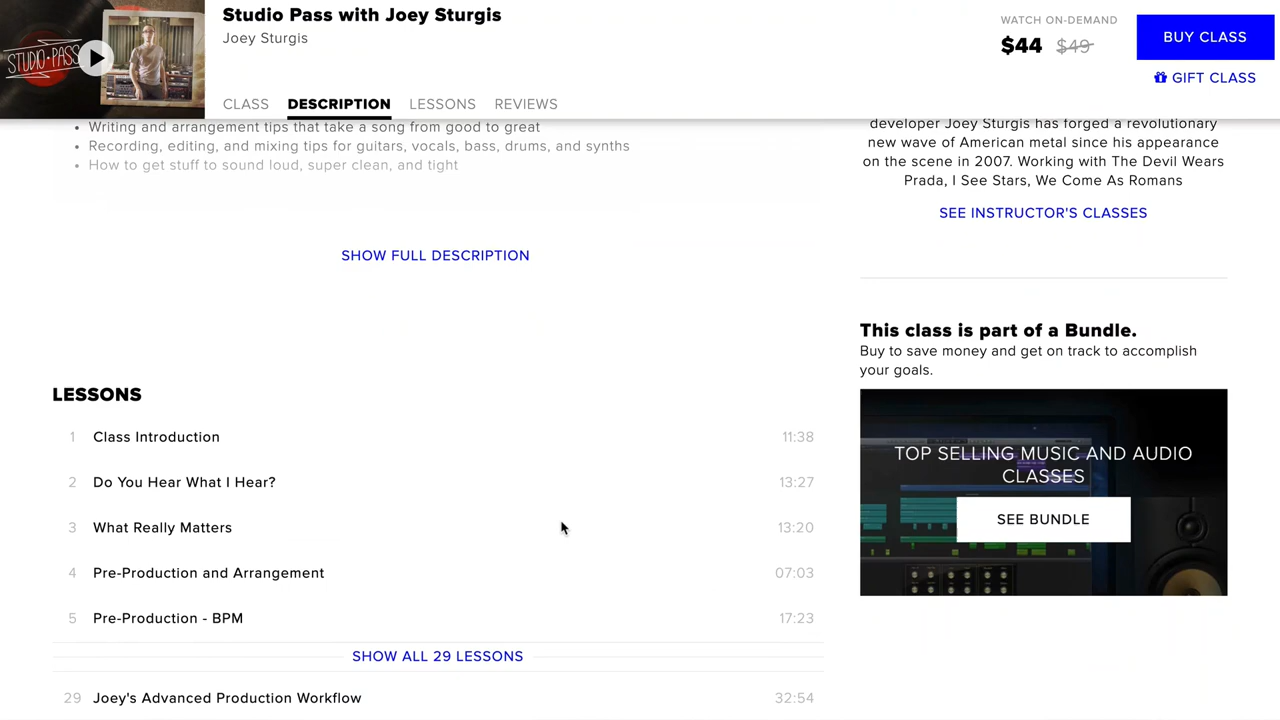 STUDIO • PASS
Studio Pass with Joey Sturgis
Joey Sturgis
CLASS DESCRIPTION LESSONS REVIEWS
WATCH ON-DEMAND
$44 $49
BUY CLASS
GIFT CLASS
• Writing and arrangement tips that take a song from good to great
• Recording, editing, and mixing tips for guitars, vocals, bass, drums, and synths
• How to get stuff to sound loud, super clean, and tight
SHOW FULL DESCRIPTION
LESSONS
1 Class Introduction 11:38
2 Do You Hear What I Hear? 13:27
3 What Really Matters 13:20
4 Pre-Production and Arrangement 07:03
5 Pre-Production - BPM 17:23
SHOW ALL 29 LESSONS
29 Joey's Advanced Production Workflow 32:54
developer Joey Sturgis has forged a revolutionary
new wave of American metal since his appearance
on the scene in 2007. Working with The Devil Wears
Prada, I See Stars, We Come As Romans
SEE INSTRUCTOR'S CLASSES
This class is part of a Bundle.
Buy to save money and get on track to accomplish
your goals.
TOP SELLING MUSIC AND AUDIO
CLASSES
SEE BUNDLE